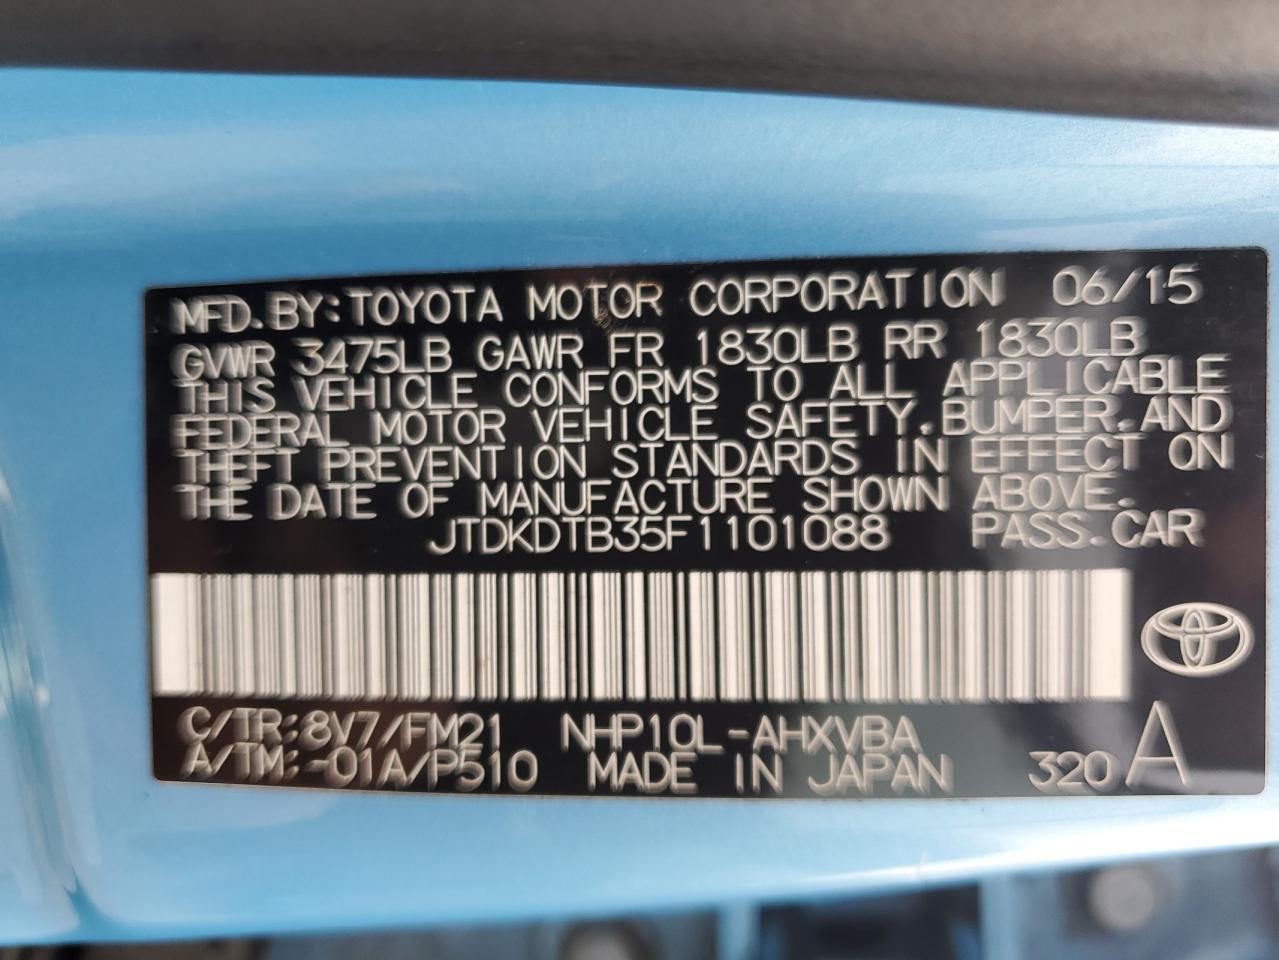 MFD.BY:TOYOTA MOTOR CORPORATION 06/15
GVWR 3475LB GAWR FR 1830LB RR 1830LB
THIS VEHICLE CONFORMS TO ALL APPLICABLE
FEDERAL MOTOR VEHICLE SAFETY,BUMPER,AND
THEFT PREVENTION STANDARDS IN EFFECT ON
THE DATE OF MANUFACTURE SHOWN ABOVE.
JTDKDTB35F1101088 PASS.CAR
C/TR:8V7/FM21 NHP10L-AHXVBA
A/TM:-01A/P510 MADE IN JAPAN 320A